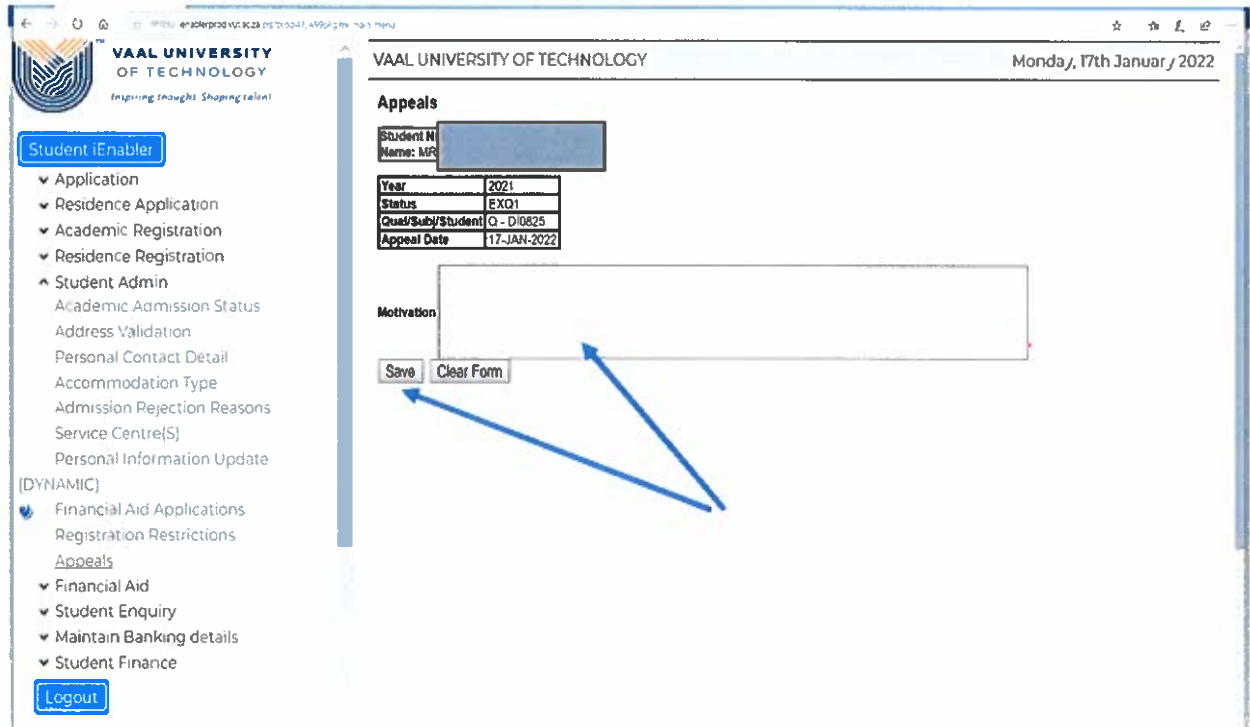 VAAL UNIVERSITY
OF TECHNOLOGY
Inspiring thought. Shaping talent
Student iEnabler
Application
Residence Application
Academic Registration
Residence Registration
Student Admin
Academic Admission Status
Address Validation
Personal Contact Detail
Accommodation Type
Admission Rejection Reasons
Service Centre(S)
Personal Information Update
(DYNAMIC)
Financial Aid Applications
Registration Restrictions
Appeals
Financial Aid
Student Enquiry
Maintain Banking details
Student Finance
Logout
VAAL UNIVERSITY OF TECHNOLOGY Monday, 17th January 2022
Appeals
Student N
Name: MR
Year 2021
Status EXQ1
Qual/Subj/Student Q - DI0825
Appeal Date 17-JAN-2022
Motivation
Save Clear Form